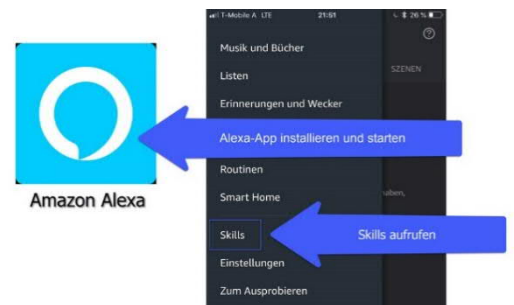 T-Mobile A LTE 21:51 26 %
Musik und Bücher
Listen
SZENEN
Erinnerungen und Wecker
Alexa-App installieren und starten
Routinen
Smart Home
haben,
Amazon Alexa
Skills
Skills aufrufen
Einstellungen
Zum Ausprobieren